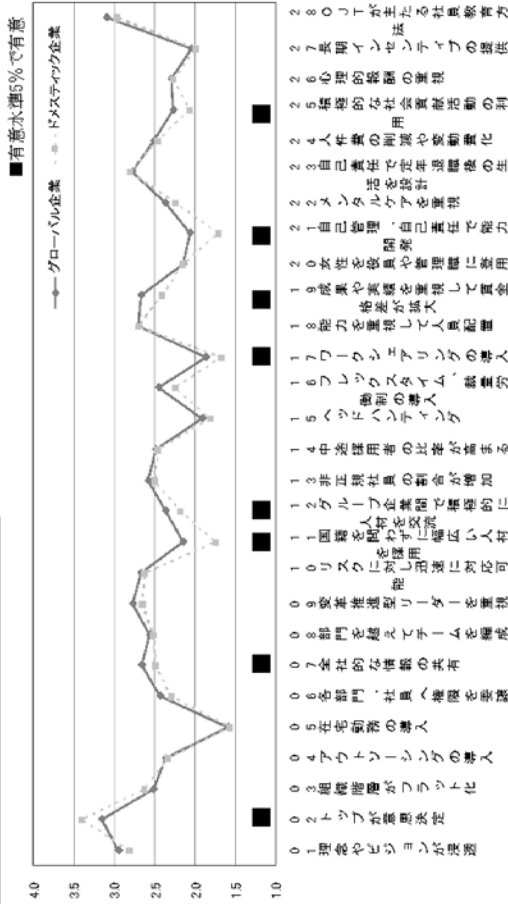 ■有意水準5%で有意
グローバル企業
ドメスティック企業
4.0
3.5
3.0
2.5
2.0
1.5
1.0
01理念やビジョンが浸透
02トップが意思決定
03組織階層がフラット化
04アウトソーシングの導入
05在宅勤務の導入
06各部門・社員へ権限を委譲
07全社的な情報の共有
08部門を越えてチームを編成
09変革推進型リーダーを重視
10リスクに対し迅速に対応可
能
11国籍を問わずに幅広い人材
を採用
12グループ企業間で積極的に
人材を交流
13非正規社員の割合が増加
14中途採用者の比率が高まる
15ヘッドハンティング
16フレックスタイム、裁量労
働制の導入
17ワークシェアリングの導入
18能力を重視して人員配置
19成果や実績を重視して賃金
格差が拡大
20女性を役員や管理職に登用
21自己管理・自己責任で能力
開発
22メンタルケアを重視
23自己責任で定年退職後の生
活を設計
24人件費の削減や変動費化
25積極的な社会貢献活動の利
用
26心理的報酬の重視
27長期インセンティブの提供
28OJTが主たる社員教育方
法